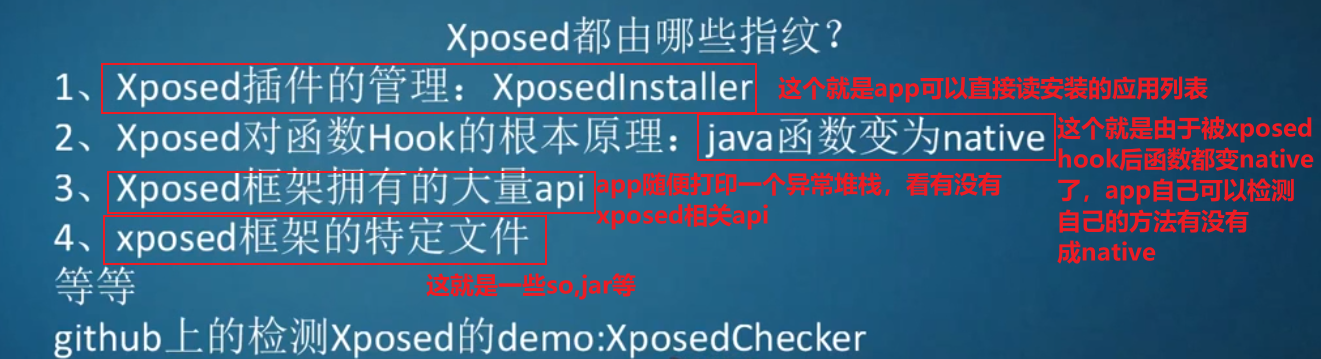 Xposed都由哪些指纹？
1、Xposed插件的管理：XposedInstaller
这个就是app可以直接读安装的应用列表
2、Xposed对函数Hook的根本原理：java函数变为native
这个就是由于被xposed
hook后函数都变native
了，app自己可以检测
自己的方法有没有
成native
3、Xposed框架拥有的大量api
app随便打印一个异常堆栈，看有没有
xposed相关api
4、xposed框架的特定文件
这就是一些so,jar等
等等
github上的检测Xposed的demo:XposedChecker